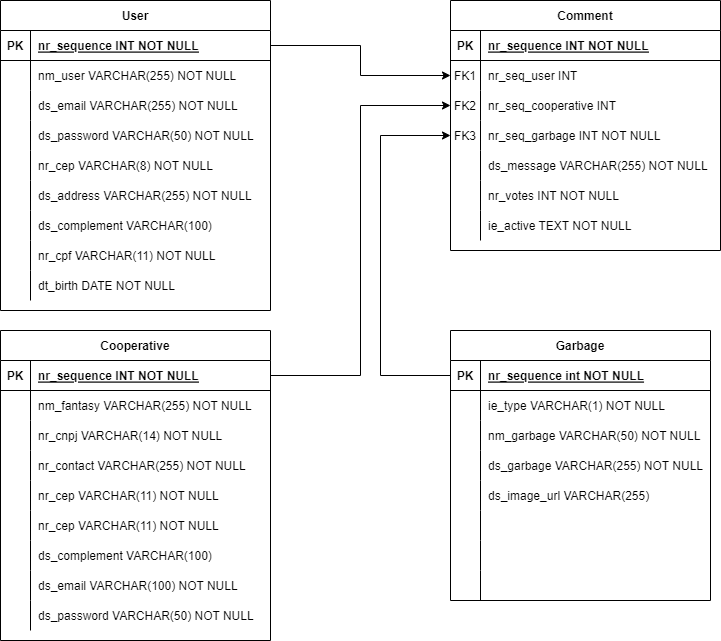 User
PK nr_sequence INT NOT NULL
nm_user VARCHAR(255) NOT NULL
ds_email VARCHAR(255) NOT NULL
ds_password VARCHAR(50) NOT NULL
nr_cep VARCHAR(8) NOT NULL
ds_address VARCHAR(255) NOT NULL
ds_complement VARCHAR(100)
nr_cpf VARCHAR(11) NOT NULL
dt_birth DATE NOT NULL
Comment
PK nr_sequence INT NOT NULL
FK1 nr_seq_user INT
FK2 nr_seq_cooperative INT
FK3 nr_seq_garbage INT NOT NULL
ds_message VARCHAR(255) NOT NULL
nr_votes INT NOT NULL
ie_active TEXT NOT NULL
Cooperative
PK nr_sequence INT NOT NULL
nm_fantasy VARCHAR(255) NOT NULL
nr_cnpj VARCHAR(14) NOT NULL
nr_contact VARCHAR(255) NOT NULL
nr_cep VARCHAR(11) NOT NULL
nr_cep VARCHAR(11) NOT NULL
ds_complement VARCHAR(100)
ds_email VARCHAR(100) NOT NULL
ds_password VARCHAR(50) NOT NULL
Garbage
PK nr_sequence int NOT NULL
ie_type VARCHAR(1) NOT NULL
nm_garbage VARCHAR(50) NOT NULL
ds_garbage VARCHAR(255) NOT NULL
ds_image_url VARCHAR(255)